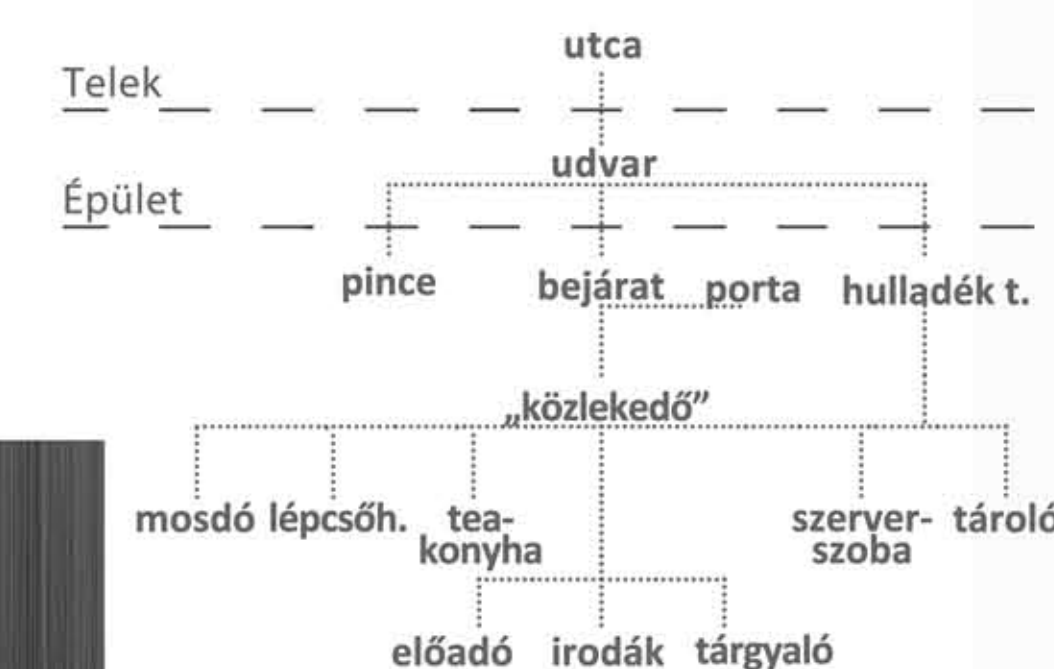 utca
Telek
udvar
Épület
pince bejárat porta hulladék t.
„közlekedő”
mosdó lépcsőh. tea-
konyha
szerver-
szoba
tároló
előadó irodák tárgyaló